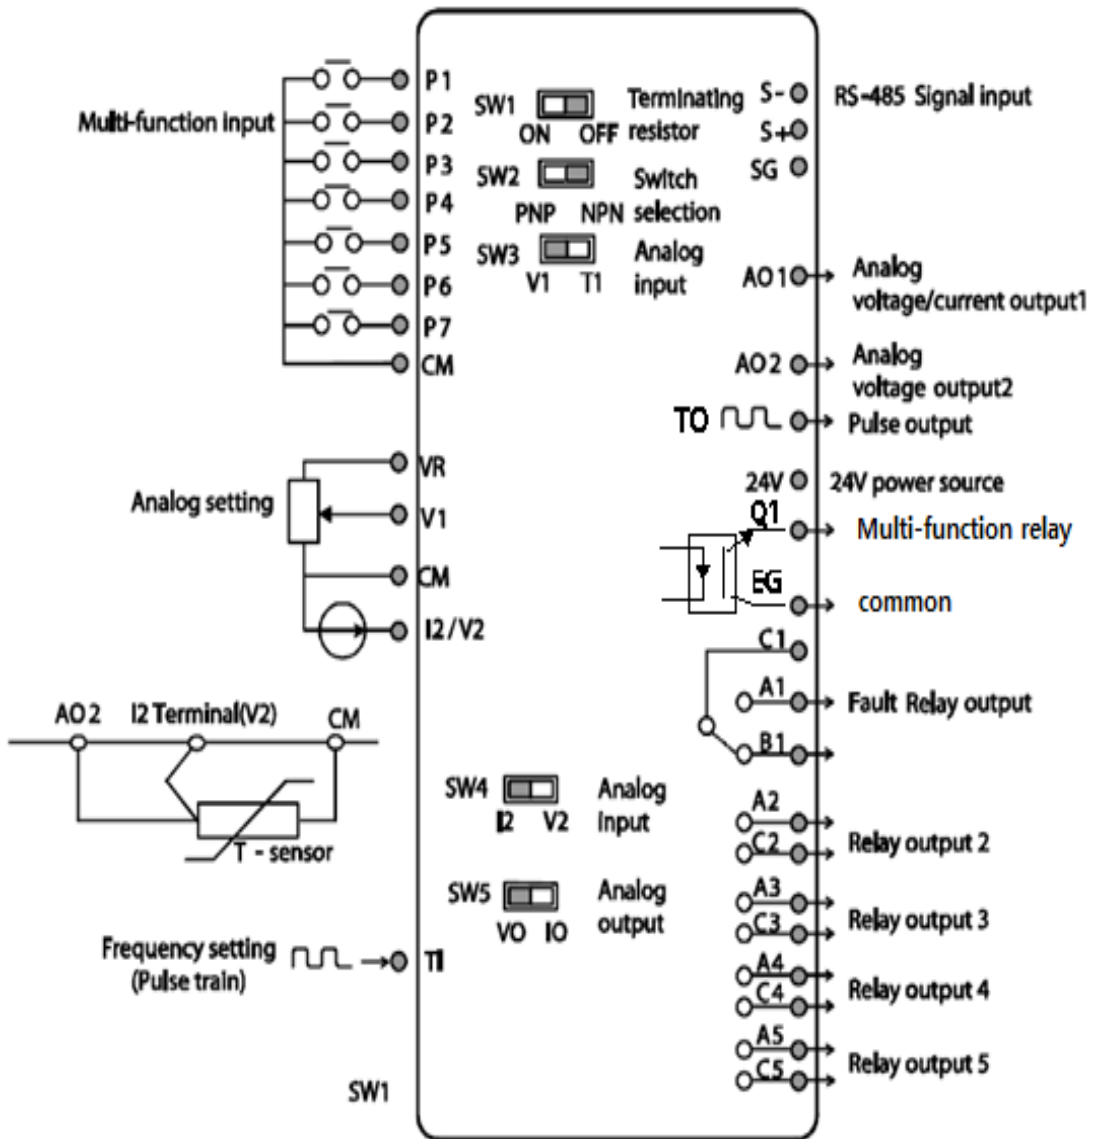 Multi-function input
P1
P2
P3
P4
P5
P6
P7
CM
Analog setting
VR
V1
CM
I2/V2
AO2 I2 Terminal(V2) CM
T - sensor
Frequency setting
(Pulse train)
TI
SW1
SW1 Terminating
ON OFF resistor
SW2 Switch
PNP NPN selection
SW3 Analog
V1 T1 input
SW4 Analog
I2 V2 Input
SW5 Analog
VO IO output
S- RS-485 Signal input
S+
SG
AO1 Analog
voltage/current output1
AO2 Analog
voltage output2
TO Pulse output
24V 24V power source
Q1 Multi-function relay
EG common
C1
A1 Fault Relay output
B1
A2
C2 Relay output 2
A3
C3 Relay output 3
A4
C4 Relay output 4
A5
C5 Relay output 5